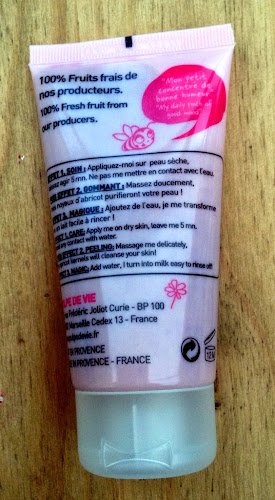 100% Fruits frais de
nos producteurs.
100% Fresh fruit from
our producers.
"Mon petit
concentré de
bonne humeur"
"My daily pack of
good mood"
EFFET 1. SOIN : Appliquez-moi sur peau sèche,
laissez agir 5 mn. Ne pas me mettre en contact avec l'eau.
EFFET 2. GOMMANT : Massez doucement,
noyaux d'abricot purifieront votre peau !
EFFET 3. MAGIQUE : Ajoutez de l'eau, je me transforme
en lait facile à rincer !
EFFECT 1. CARE: Apply me on dry skin, leave me 5 mn.
any contact with water.
EFFECT 2. PEELING: Massage me delicately,
kernels will cleanse your skin!
EFFECT 3. MAGIC: Add water, I turn into milk easy to rinse off!
DE VIE
Frédéric Joliot Curie - BP 100
Marseille Cedex 13 - France
EN PROVENCE
IN PROVENCE - FRANCE